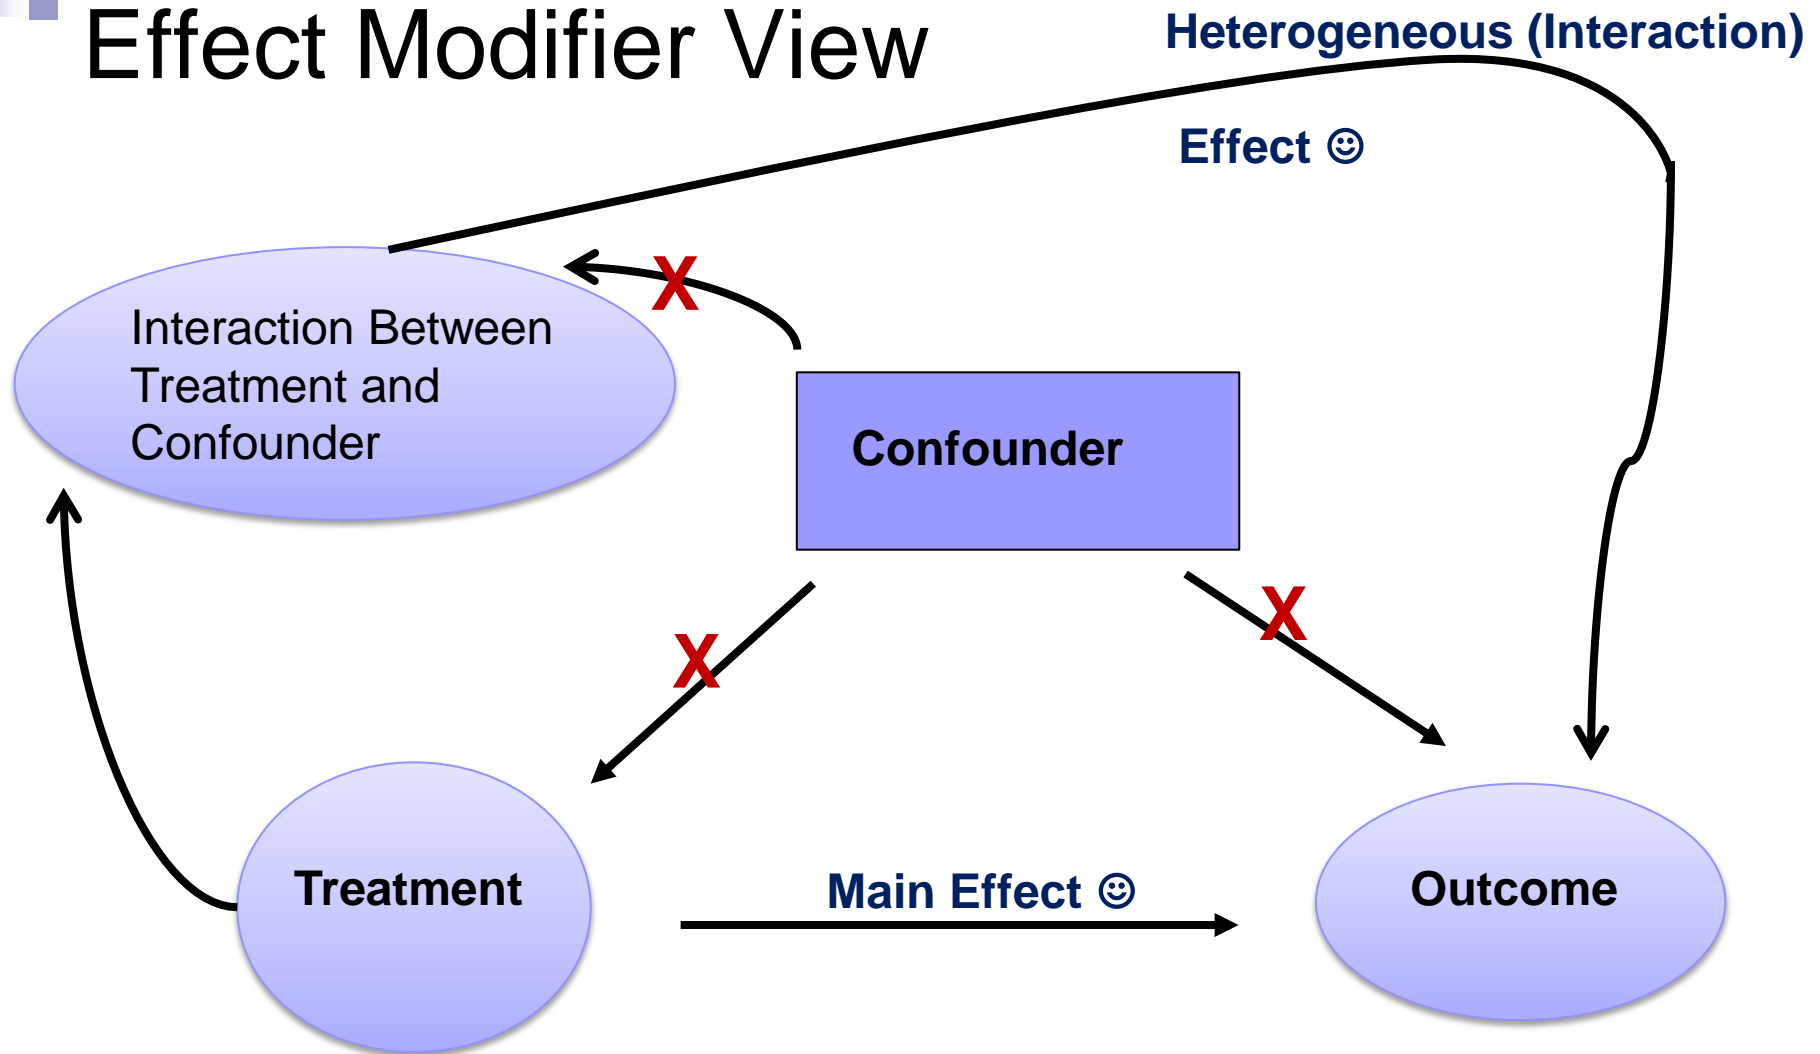 Effect Modifier View
Heterogeneous (Interaction)
Effect ☺
X
Interaction Between
Treatment and
Confounder
Confounder
X
X
Treatment
Main Effect ☺
Outcome